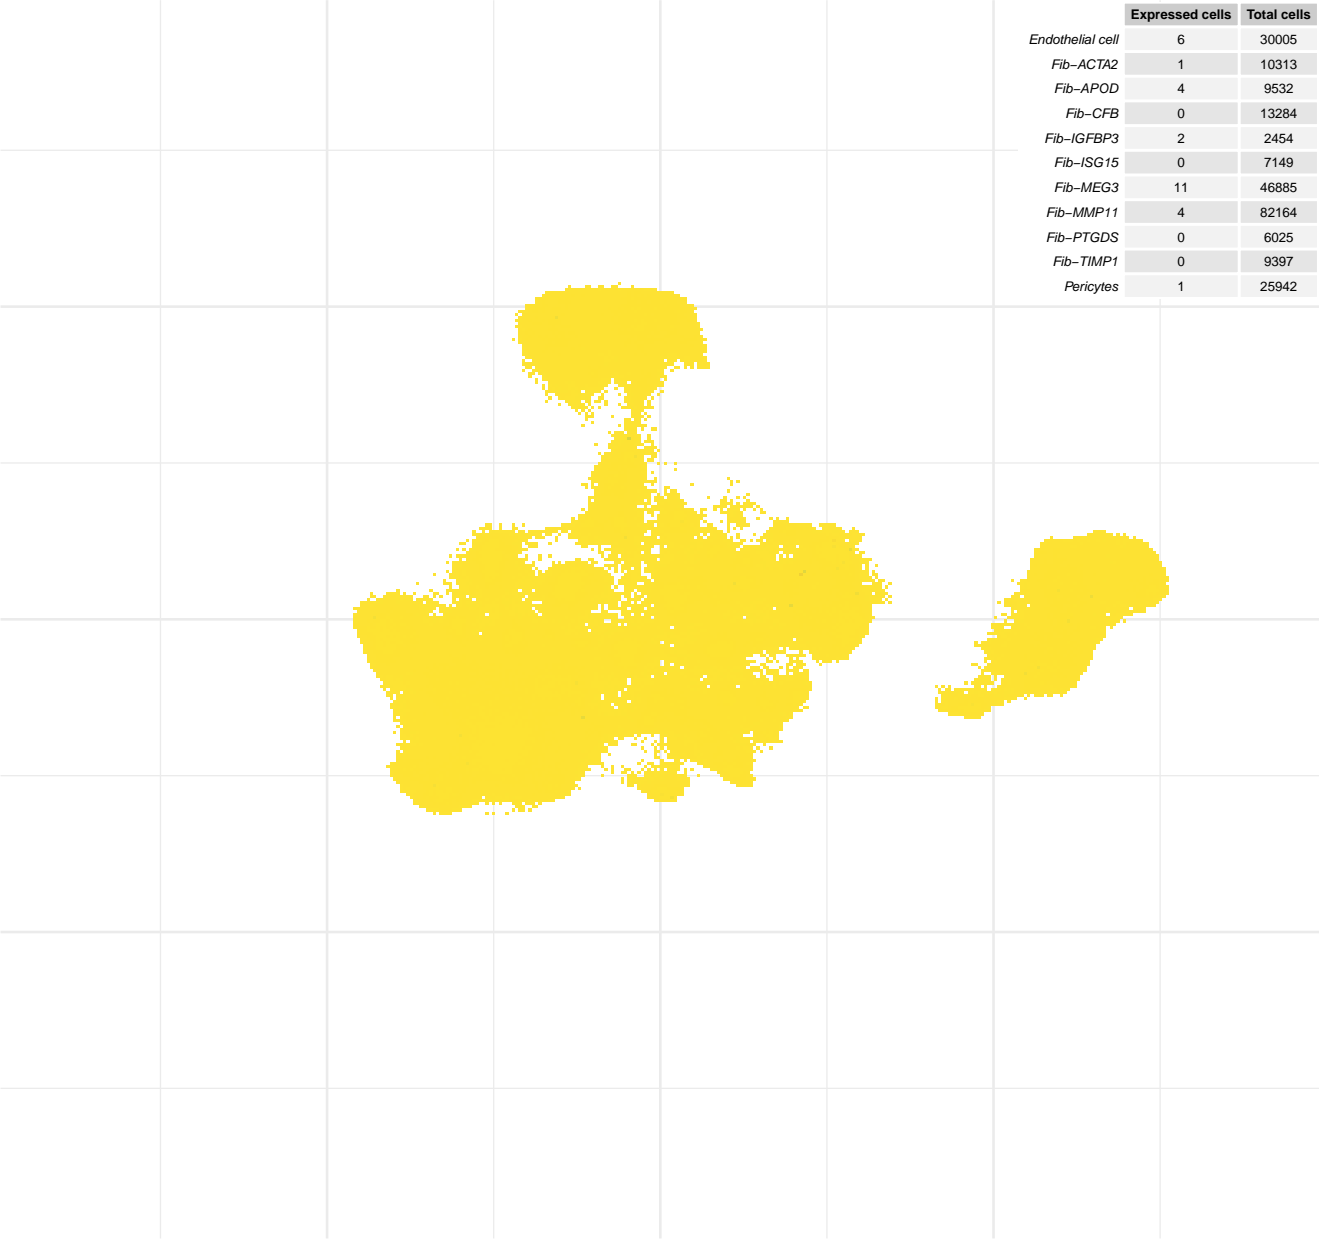 Expressed cells Total cells
Endothelial cell 6 30005
Fib−ACTA2 1 10313
Fib−APOD 4 9532
Fib−CFB 0 13284
Fib−IGFBP3 2 2454
Fib−ISG15 0 7149
Fib−MEG3 11 46885
Fib−MMP11 4 82164
Fib−PTGDS 0 6025
Fib−TIMP1 0 9397
Pericytes 1 25942